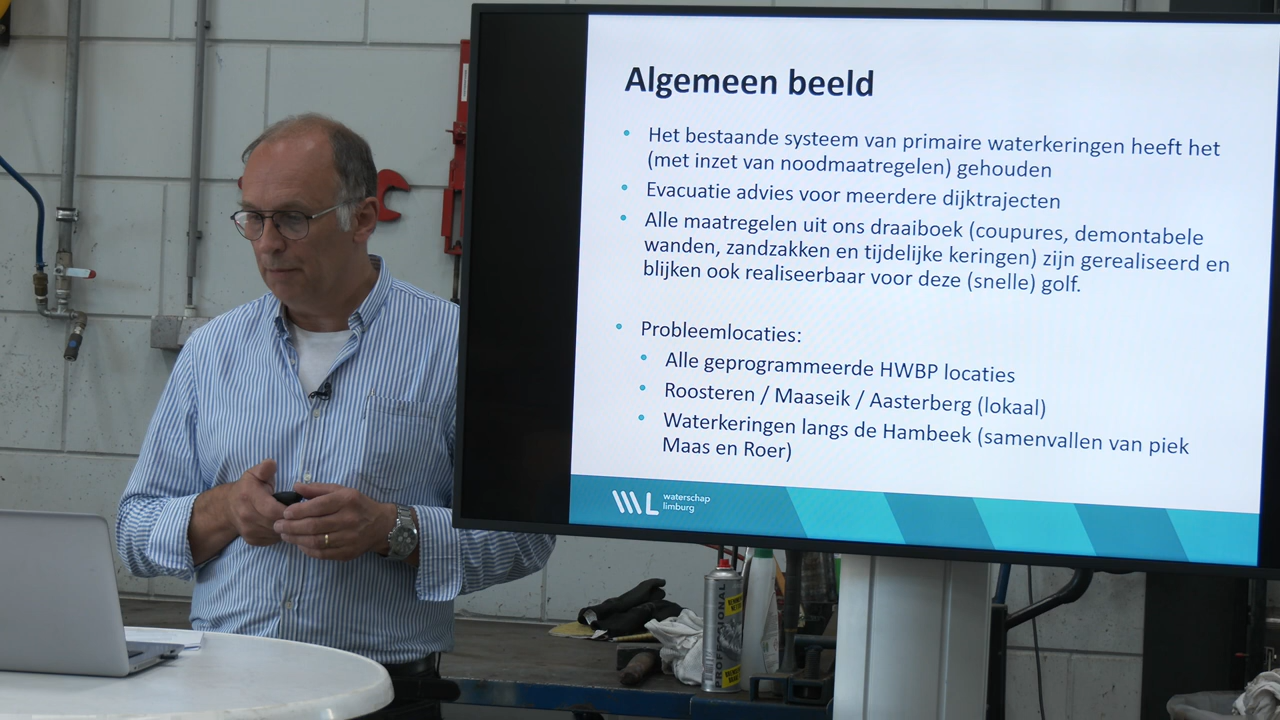 Algemeen beeld
• Het bestaande systeem van primaire waterkeringen heeft het
(met inzet van noodmaatregelen) gehouden
• Evacuatie advies voor meerdere dijktrajecten
• Alle maatregelen uit ons draaiboek (coupures, demontabele
wanden, zandzakken en tijdelijke keringen) zijn gerealiseerd en
blijken ook realiseerbaar voor deze (snelle) golf.
• Probleemlocaties:
• Alle geprogrammeerde HWBP locaties
• Roosteren / Maaseik / Aasterberg (lokaal)
• Waterkeringen langs de Hambeek (samenvallen van piek
Maas en Roer)
WL waterschap
limburg